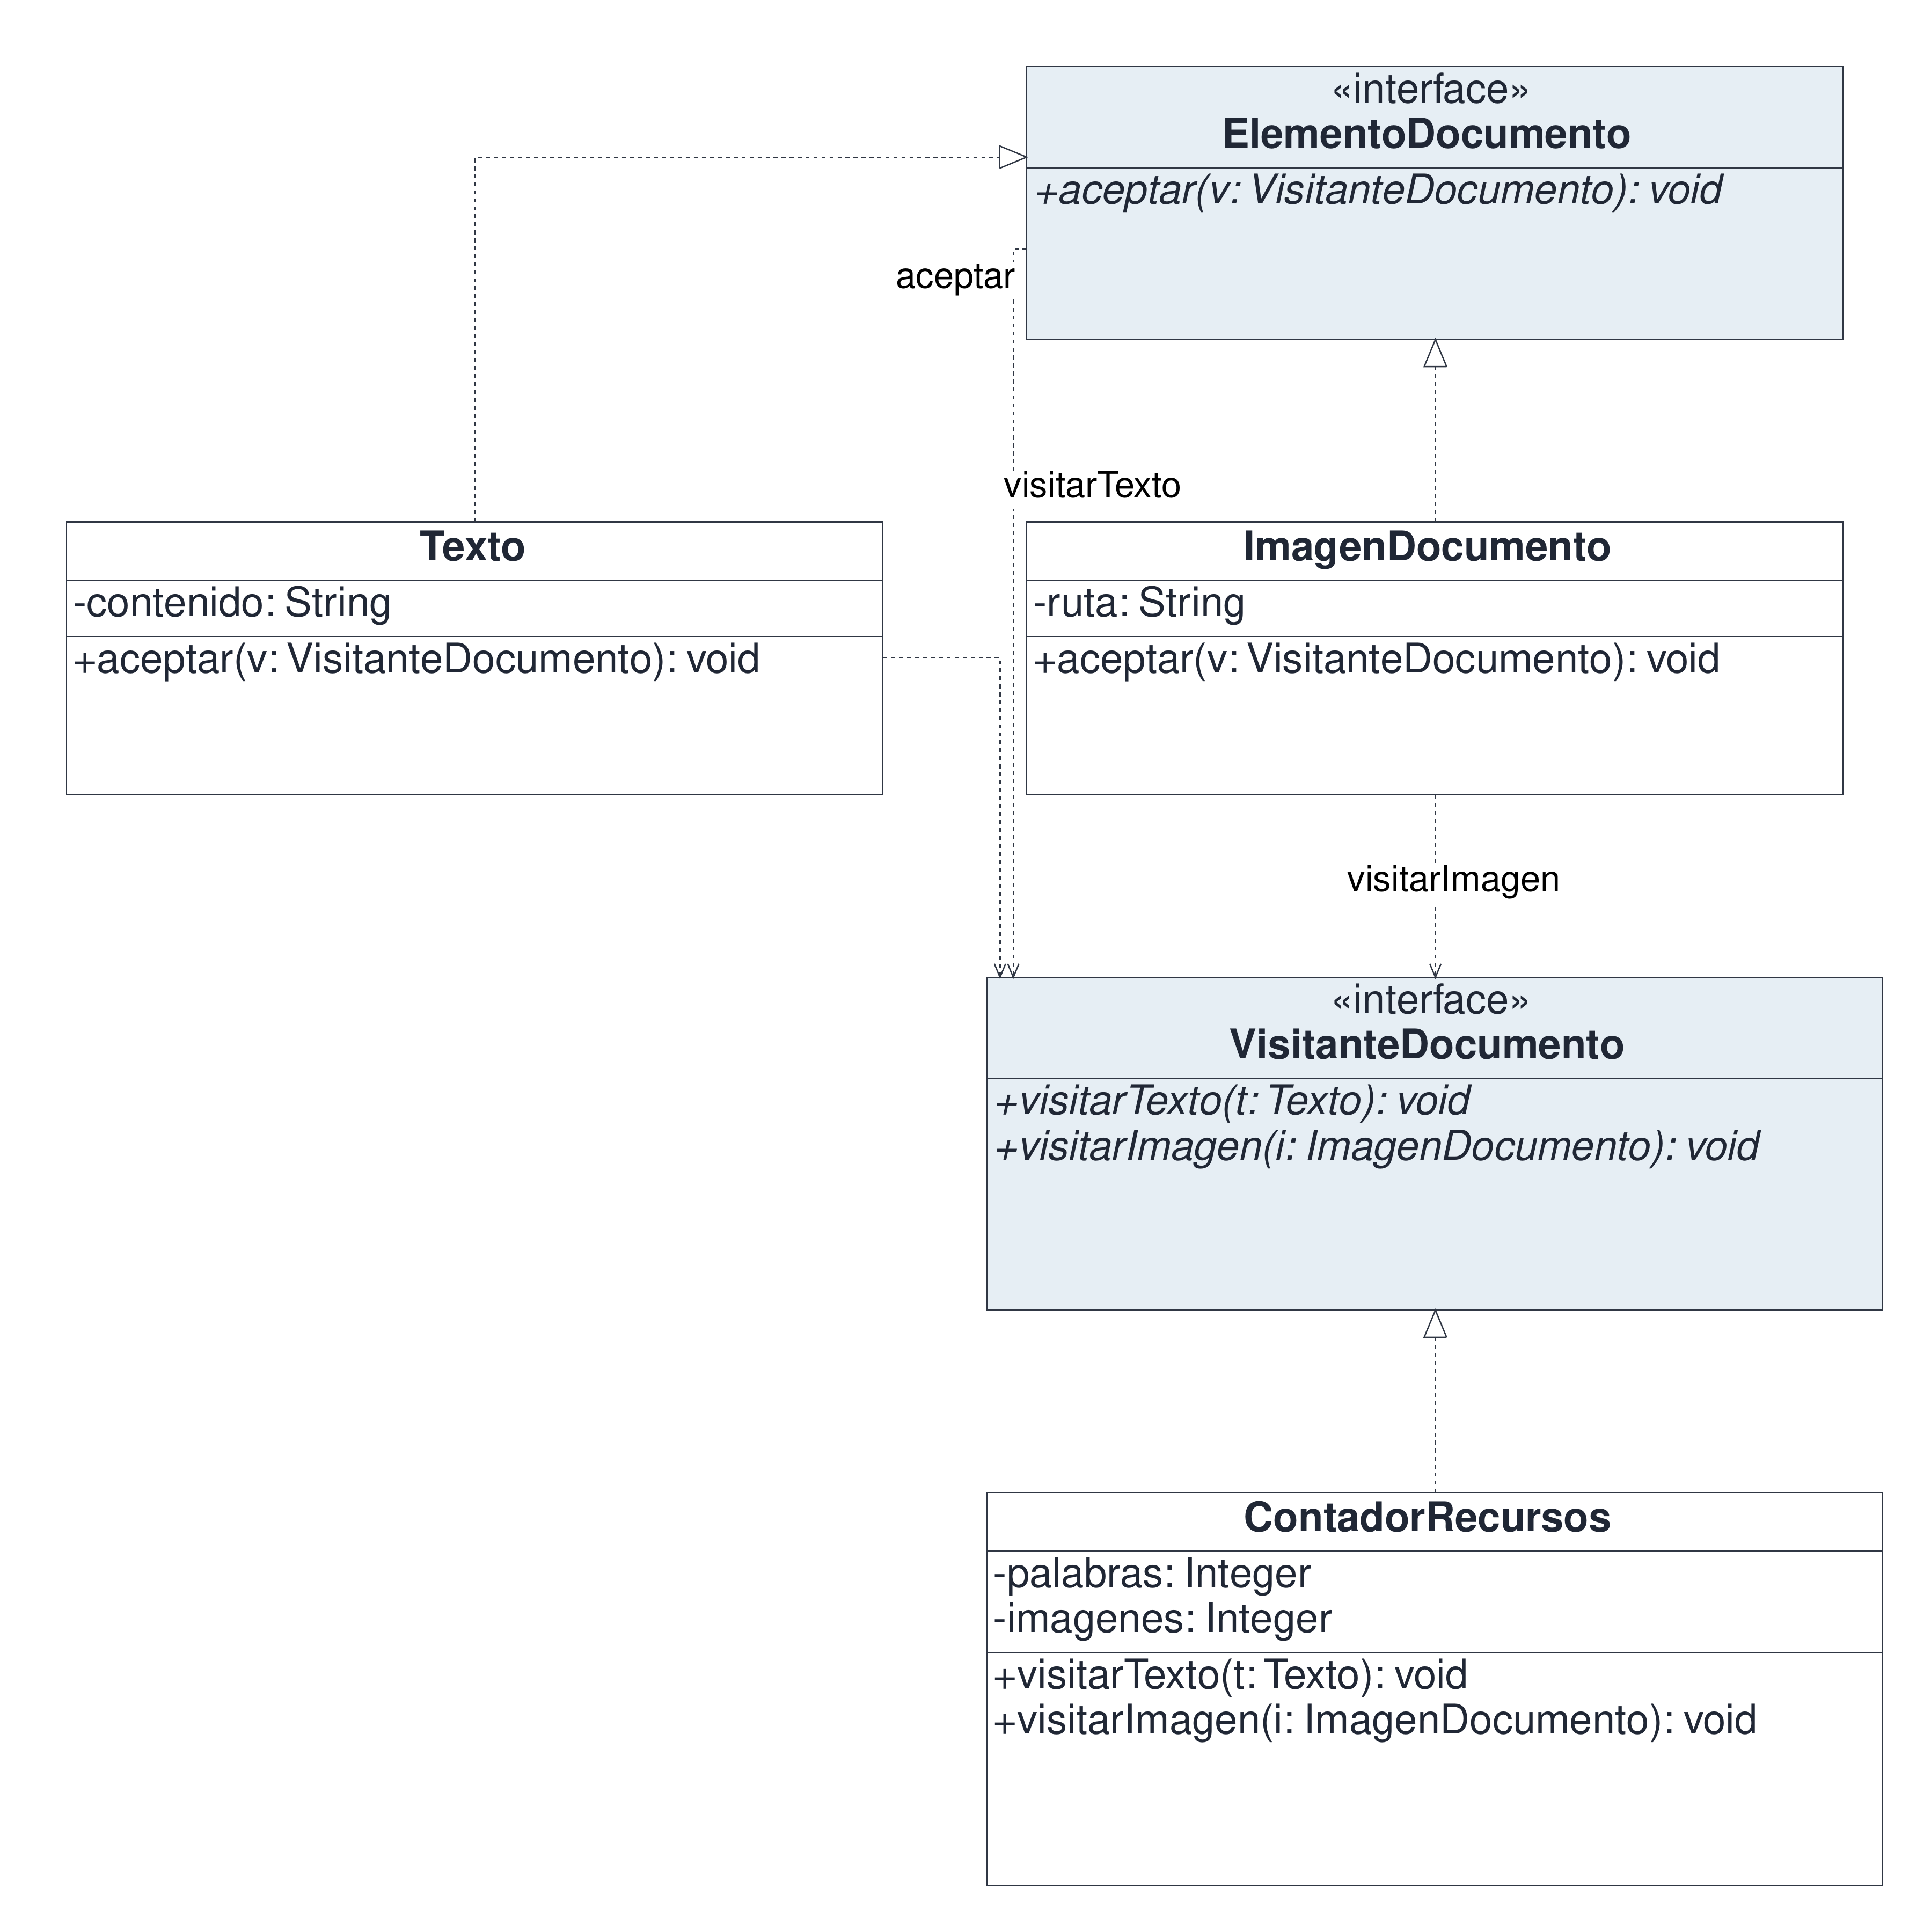 «interface»
ElementoDocumento
+aceptar(v: VisitanteDocumento): void
aceptar
visitarTexto
Texto
-contenido: String
+aceptar(v: VisitanteDocumento): void
ImagenDocumento
-ruta: String
+aceptar(v: VisitanteDocumento): void
visitarImagen
«interface»
VisitanteDocumento
+visitarTexto(t: Texto): void
+visitarImagen(i: ImagenDocumento): void
ContadorRecursos
-palabras: Integer
-imagenes: Integer
+visitarTexto(t: Texto): void
+visitarImagen(i: ImagenDocumento): void